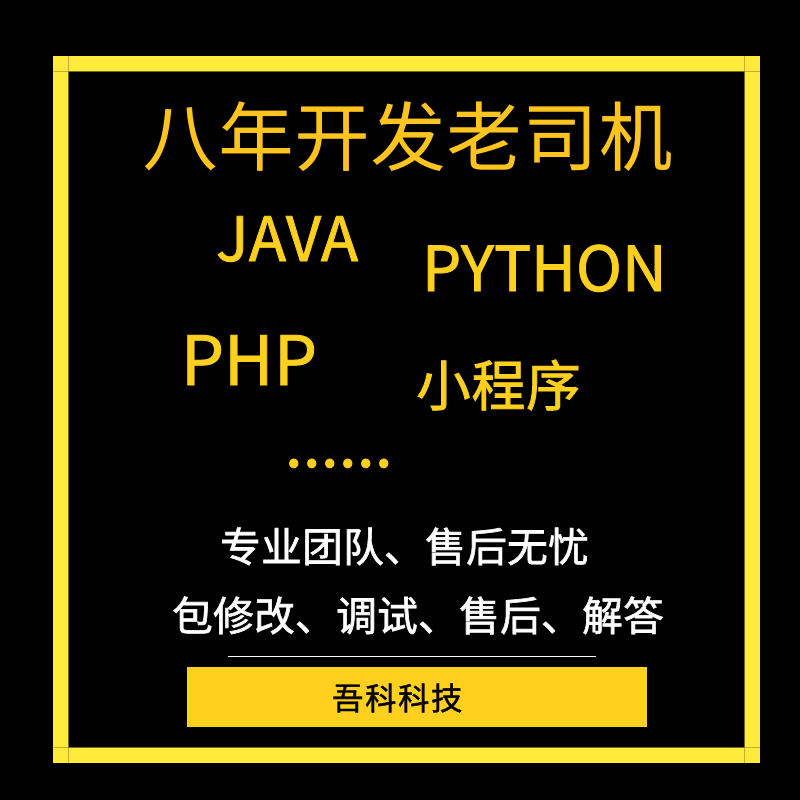 八年开发老司机
JAVA
PYTHON
PHP
小程序
......
专业团队、售后无忧
包修改、调试、售后、解答
吾科科技